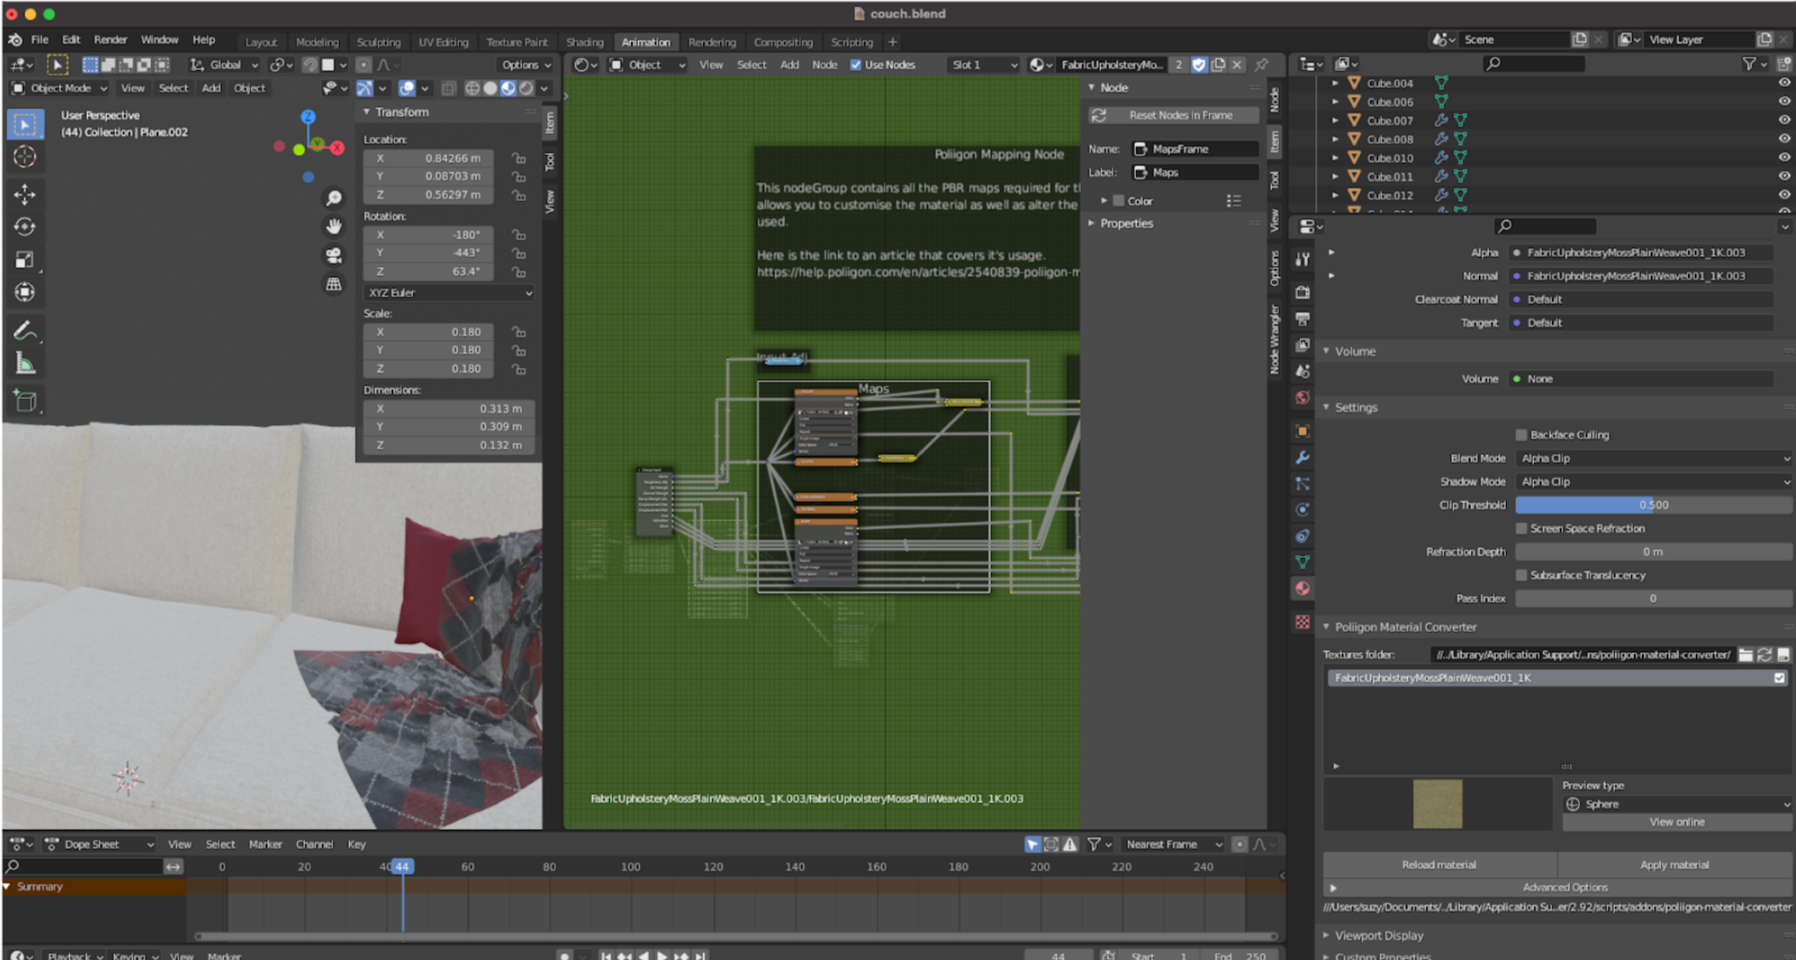 couch.blend
File Edit Render Window Help Layout Modeling Sculpting UV Editing Texture Paint Shading Animation Rendering Compositing Scripting + Scene View Layer
Global Options Object View Select Add Node Use Nodes Slot 1 FabricUpholsteryMo... 2
Object Mode View Select Add Object
User Perspective
(44) Collection | Plane.002
Z
Y
X
Transform
Location:
X 0.84266 m
Y 0.08703 m
Z 0.56297 m
Rotation:
X -180°
Y -443°
Z 63.4°
XYZ Euler
Scale:
X 0.180
Y 0.180
Z 0.180
Dimensions:
X 0.313 m
Y 0.309 m
Z 0.132 m
Item
Tool
View
Poliigon Mapping Node
This nodeGroup contains all the PBR maps required for t
allows you to customise the material as well as alter the
used.
Here is the link to an article that covers it's usage.
https://help.poliigon.com/en/articles/2540839-poliigon-m
Maps
FabricUpholsteryMossPlainWeave001_1K.003/FabricUpholsteryMossPlainWeave001_1K.003
Node
Reset Nodes in Frame
Name: MapsFrame
Label: Maps
Color
Properties
Node
Item
Tool
View
Options
Node Wrangler
Cube.004
Cube.006
Cube.007
Cube.008
Cube.010
Cube.011
Cube.012
Alpha FabricUpholsteryMossPlainWeave001_1K.003
Normal FabricUpholsteryMossPlainWeave001_1K.003
Clearcoat Normal Default
Tangent Default
Volume
Volume None
Settings
Backface Culling
Blend Mode Alpha Clip
Shadow Mode Alpha Clip
Clip Threshold 0.500
Screen Space Refraction
Refraction Depth 0 m
Subsurface Translucency
Pass Index 0
Poliigon Material Converter
Textures folder: //../Library/Application Support/...ns/poliigon-material-converter/
FabricUpholsteryMossPlainWeave001_1K
Preview type
Sphere
View online
Reload material Apply material
Advanced Options
///Users/suzy/Documents/../Library/Application Su...er/2.92/scripts/addons/poliigon-material-converter
Viewport Display
Custom Properties
Dope Sheet View Select Marker Channel Key Nearest Frame
0 20 40 44 60 80 100 120 140 160 180 200 220 240
Summary
Playback Keying View Marker 44 Start 1 End 250